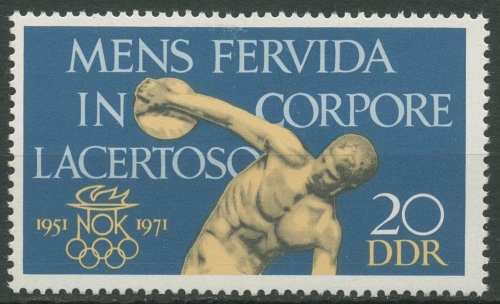 MENS FERVIDA
IN CORPORE
LACERTOSO
1951 NOK 1971
20
DDR